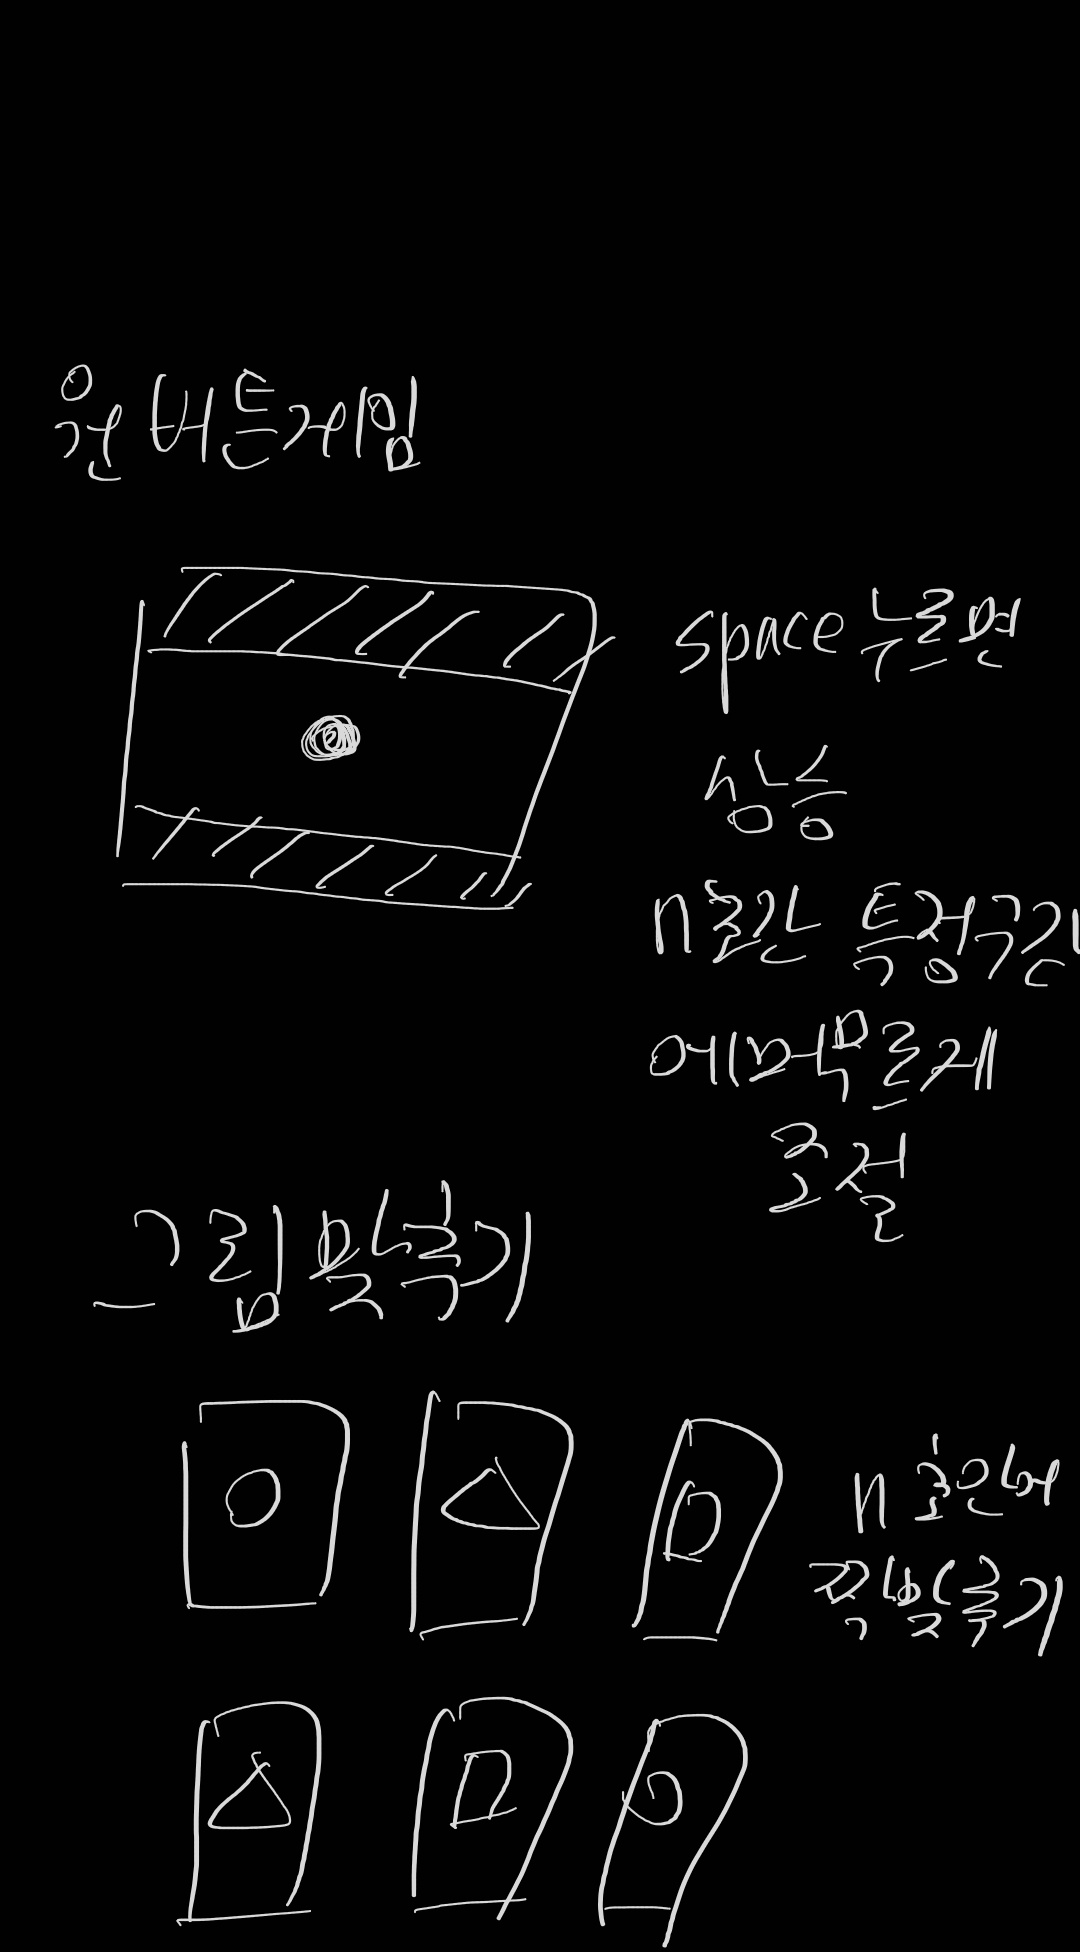 원버튼게임
space 누르면
상승
n초간 특정구간
에 머무르게
조절
그림 맞추기
n초안에
짝맞추기